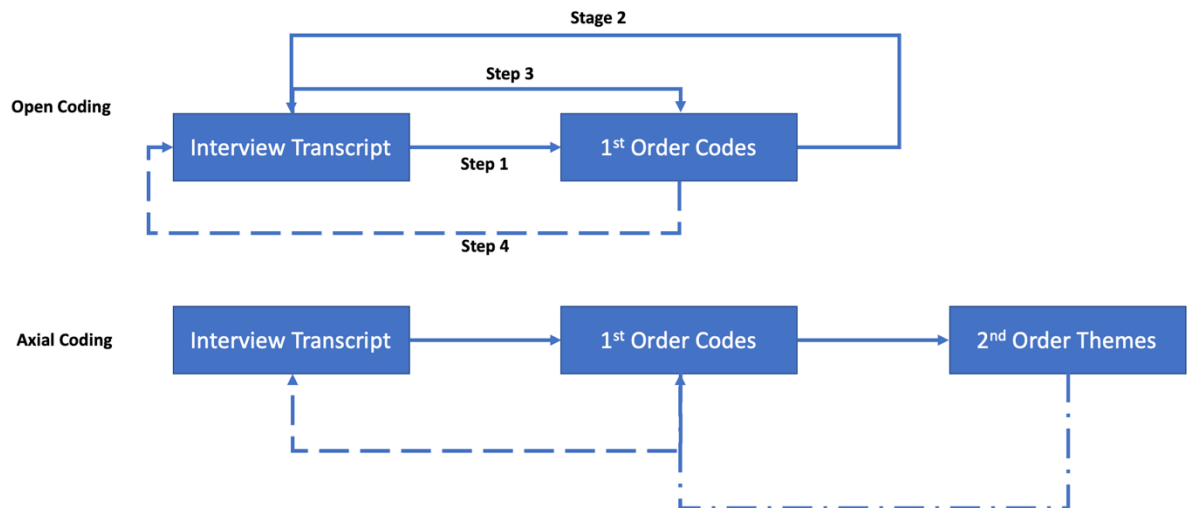 Stage 2
Step 3
Open Coding
Interview Transcript
Step 1
1st Order Codes
Step 4
Axial Coding
Interview Transcript
1st Order Codes
2nd Order Themes